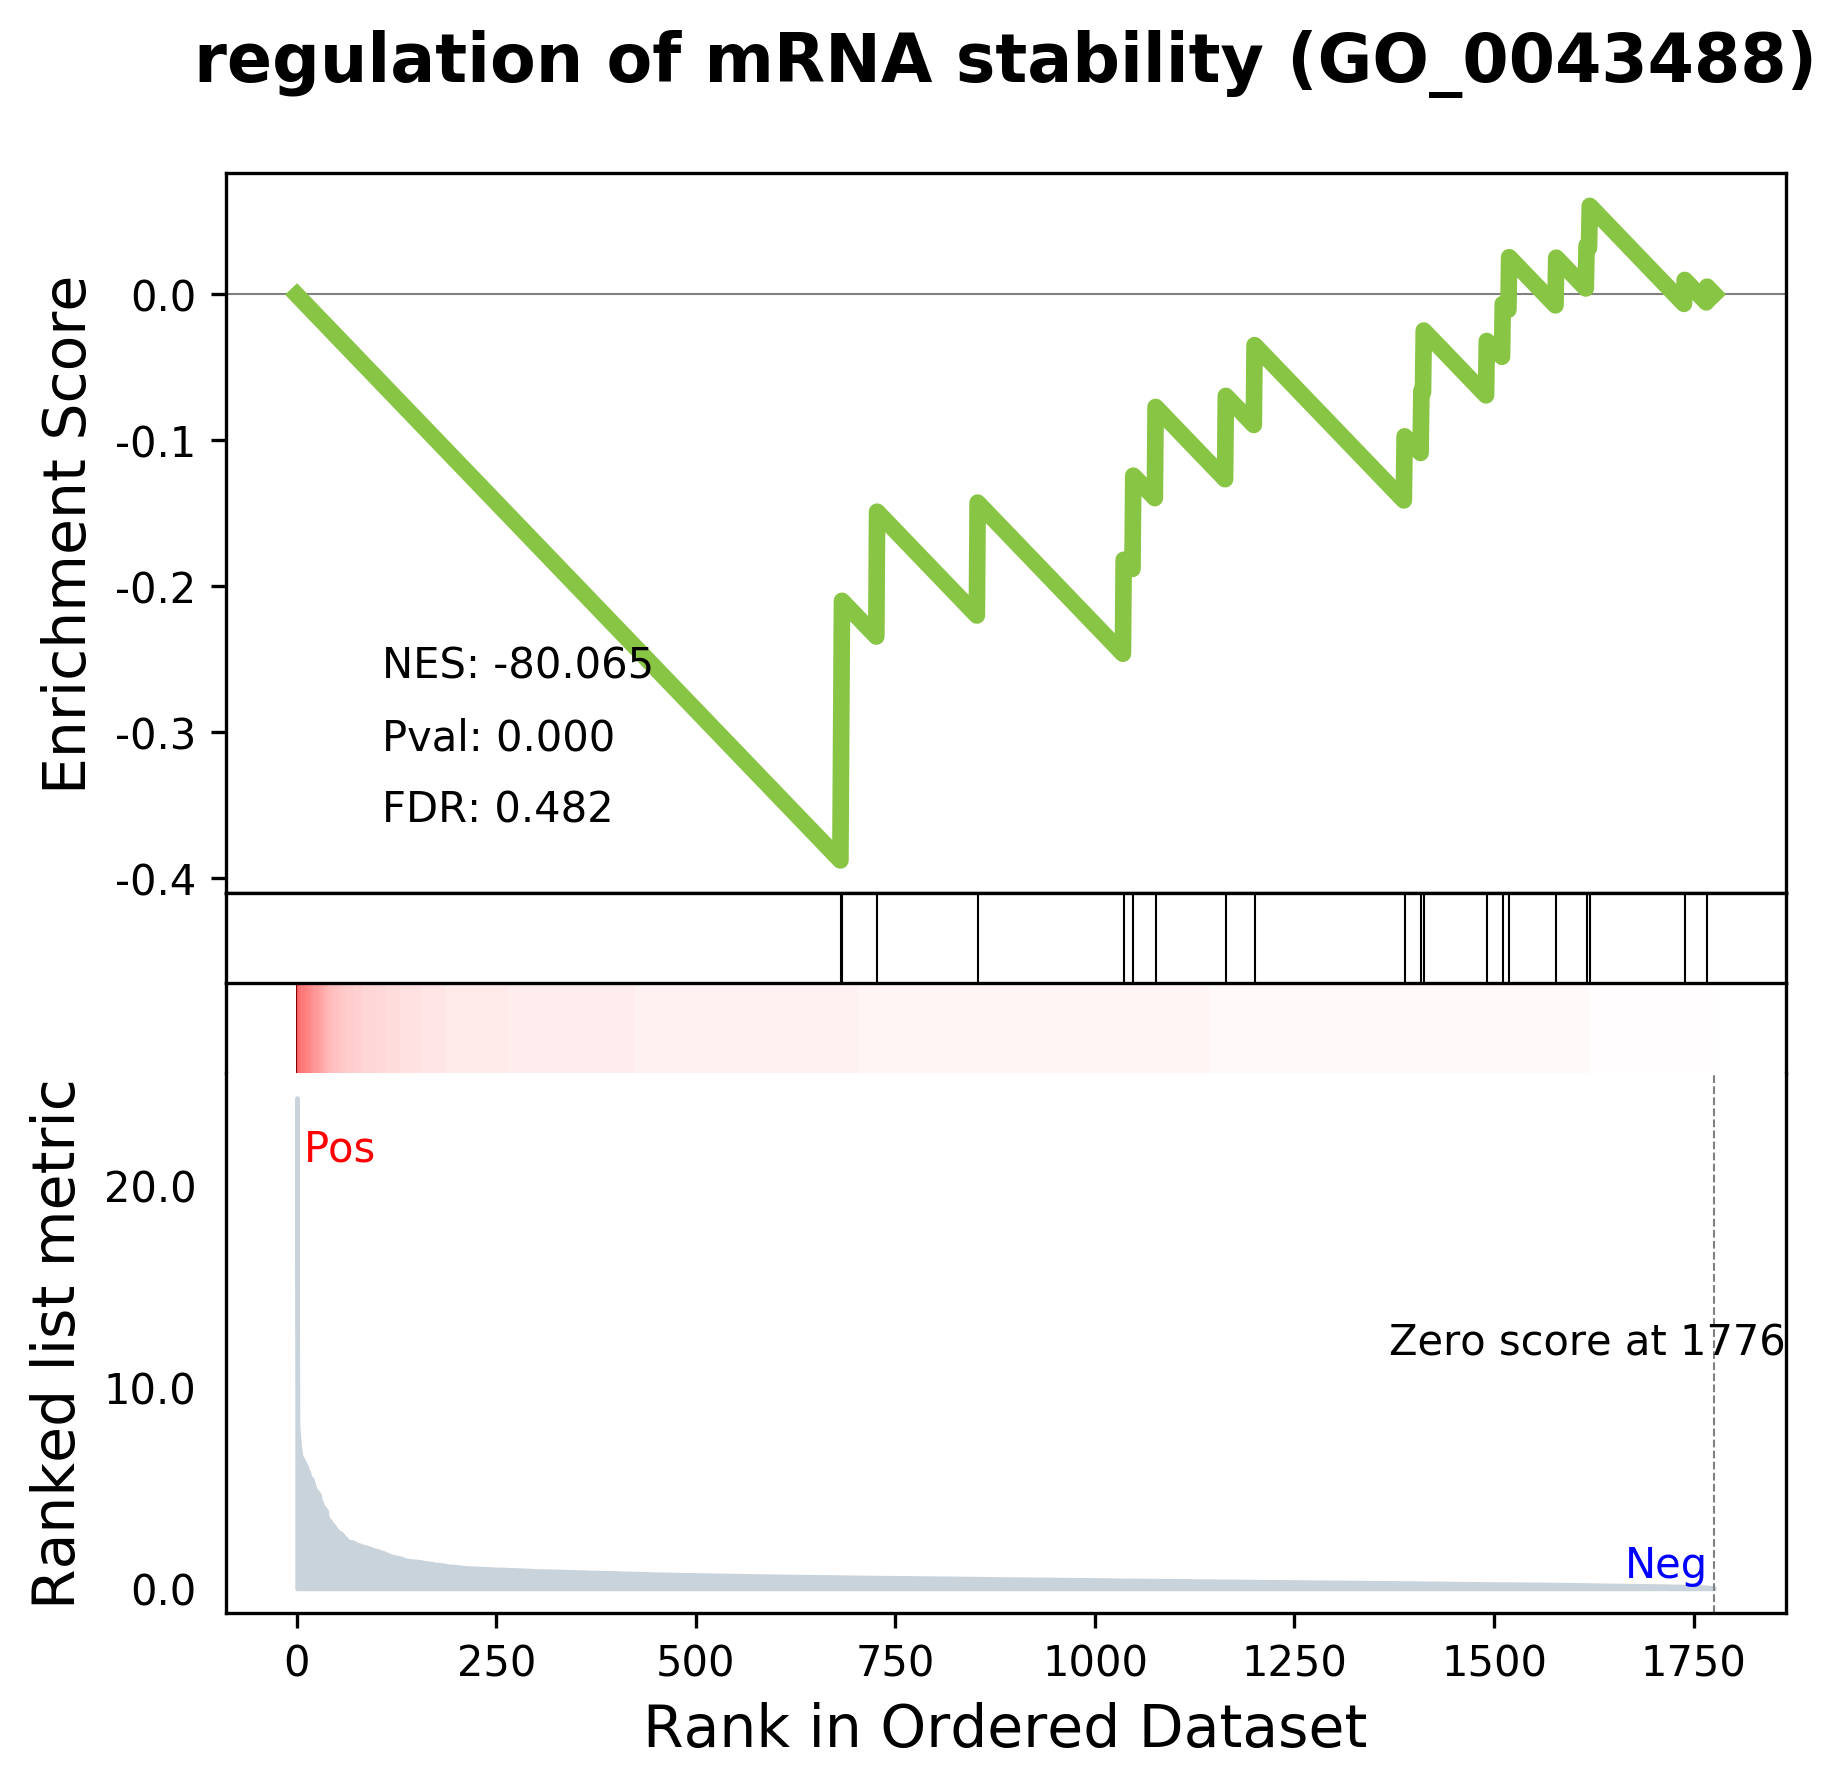 regulation of mRNA stability (GO_0043488)
Enrichment Score
0.0
-0.1
-0.2
-0.3
-0.4
NES: -80.065
Pval: 0.000
FDR: 0.482
Ranked list metric
20.0
10.0
0.0
Pos
Zero score at 1776
Neg
0 250 500 750 1000 1250 1500 1750
Rank in Ordered Dataset